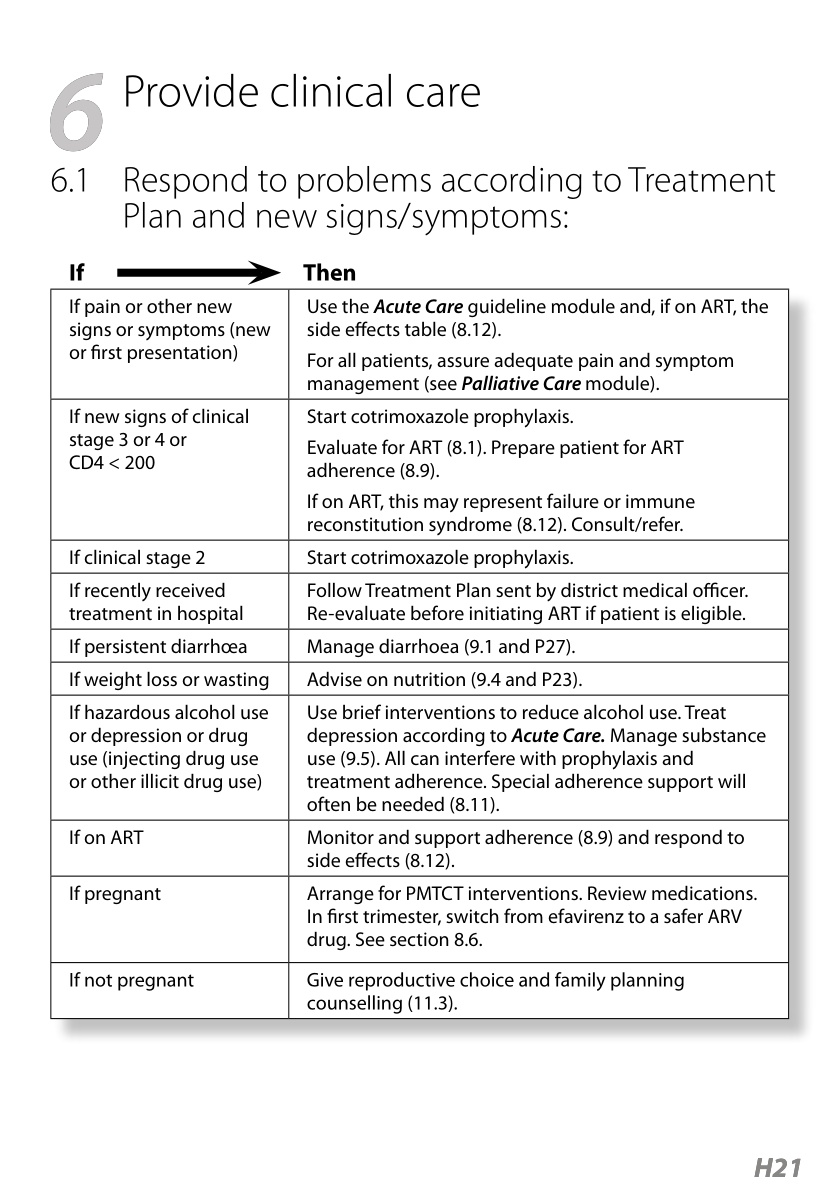 6 Provide clinical care
6.1 Respond to problems according to Treatment
Plan and new signs/symptoms:
If Then
If pain or other new
signs or symptoms (new
or first presentation)
Use the Acute Care guideline module and, if on ART, the
side effects table (8.12).
For all patients, assure adequate pain and symptom
management (see Palliative Care module).
If new signs of clinical
stage 3 or 4 or
CD4 < 200
Start cotrimoxazole prophylaxis.
Evaluate for ART (8.1). Prepare patient for ART
adherence (8.9).
If on ART, this may represent failure or immune
reconstitution syndrome (8.12). Consult/refer.
If clinical stage 2
Start cotrimoxazole prophylaxis.
If recently received
treatment in hospital
Follow Treatment Plan sent by district medical officer.
Re-evaluate before initiating ART if patient is eligible.
If persistent diarrhœa
Manage diarrhoea (9.1 and P27).
If weight loss or wasting
Advise on nutrition (9.4 and P23).
If hazardous alcohol use
or depression or drug
use (injecting drug use
or other illicit drug use)
Use brief interventions to reduce alcohol use. Treat
depression according to Acute Care. Manage substance
use (9.5). All can interfere with prophylaxis and
treatment adherence. Special adherence support will
often be needed (8.11).
If on ART
Monitor and support adherence (8.9) and respond to
side effects (8.12).
If pregnant
Arrange for PMTCT interventions. Review medications.
In first trimester, switch from efavirenz to a safer ARV
drug. See section 8.6.
If not pregnant
Give reproductive choice and family planning
counselling (11.3).
H21